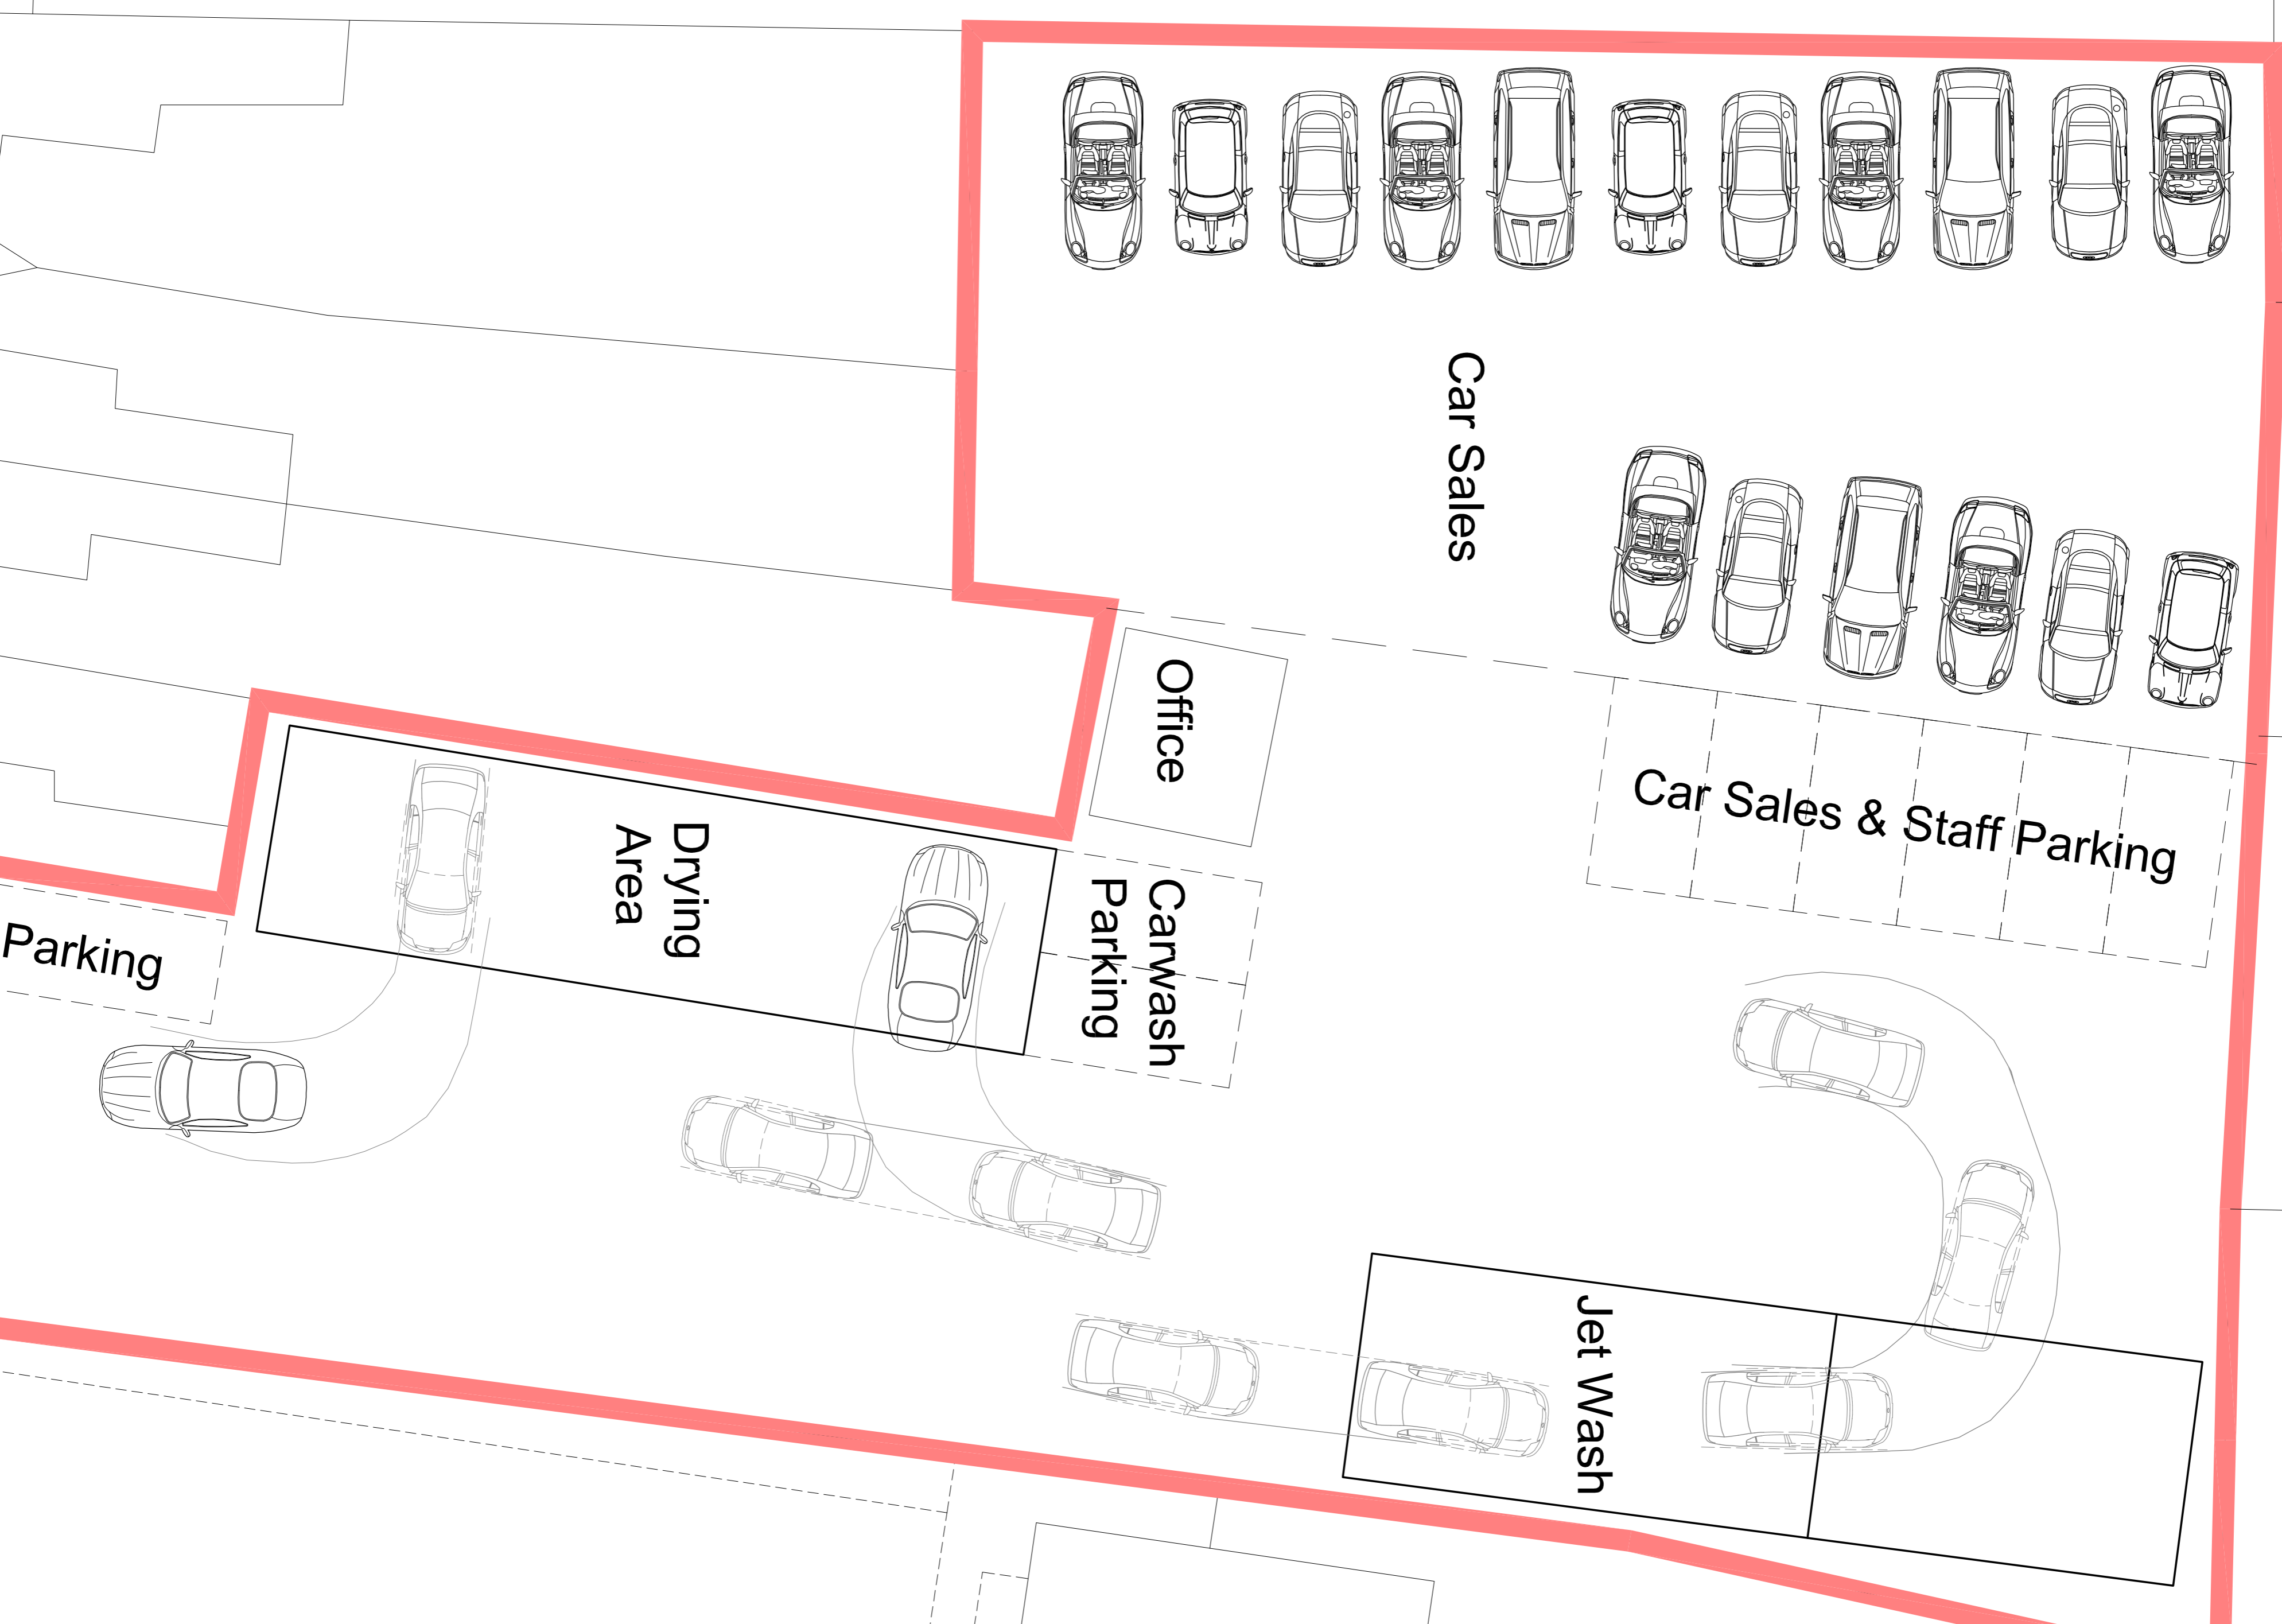 Car Sales
Office
Car Sales & Staff Parking
Drying
Area
Carwash
Parking
Parking
Jet Wash